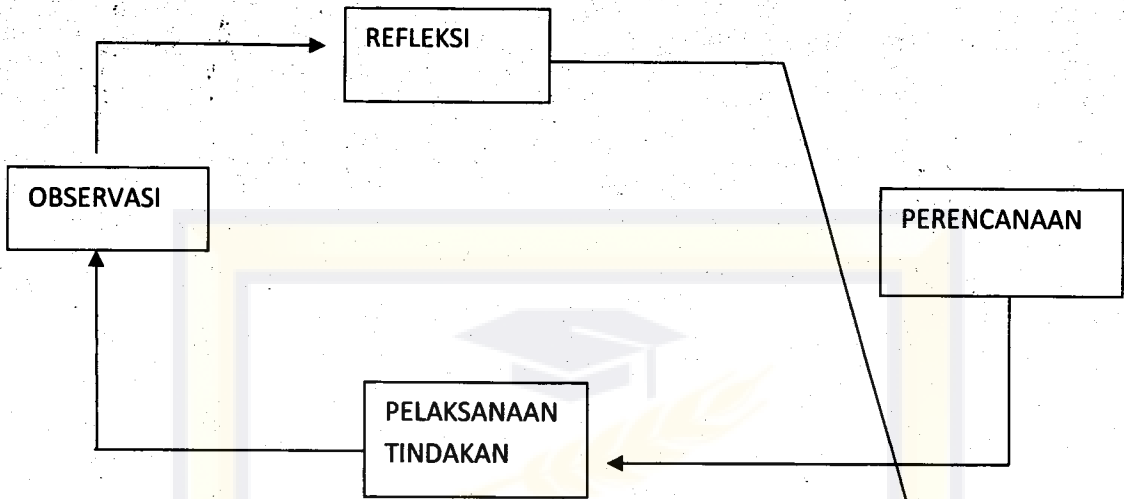 REFLEKSI
OBSERVASI
PERENCANAAN
PELAKSANAAN
TINDAKAN